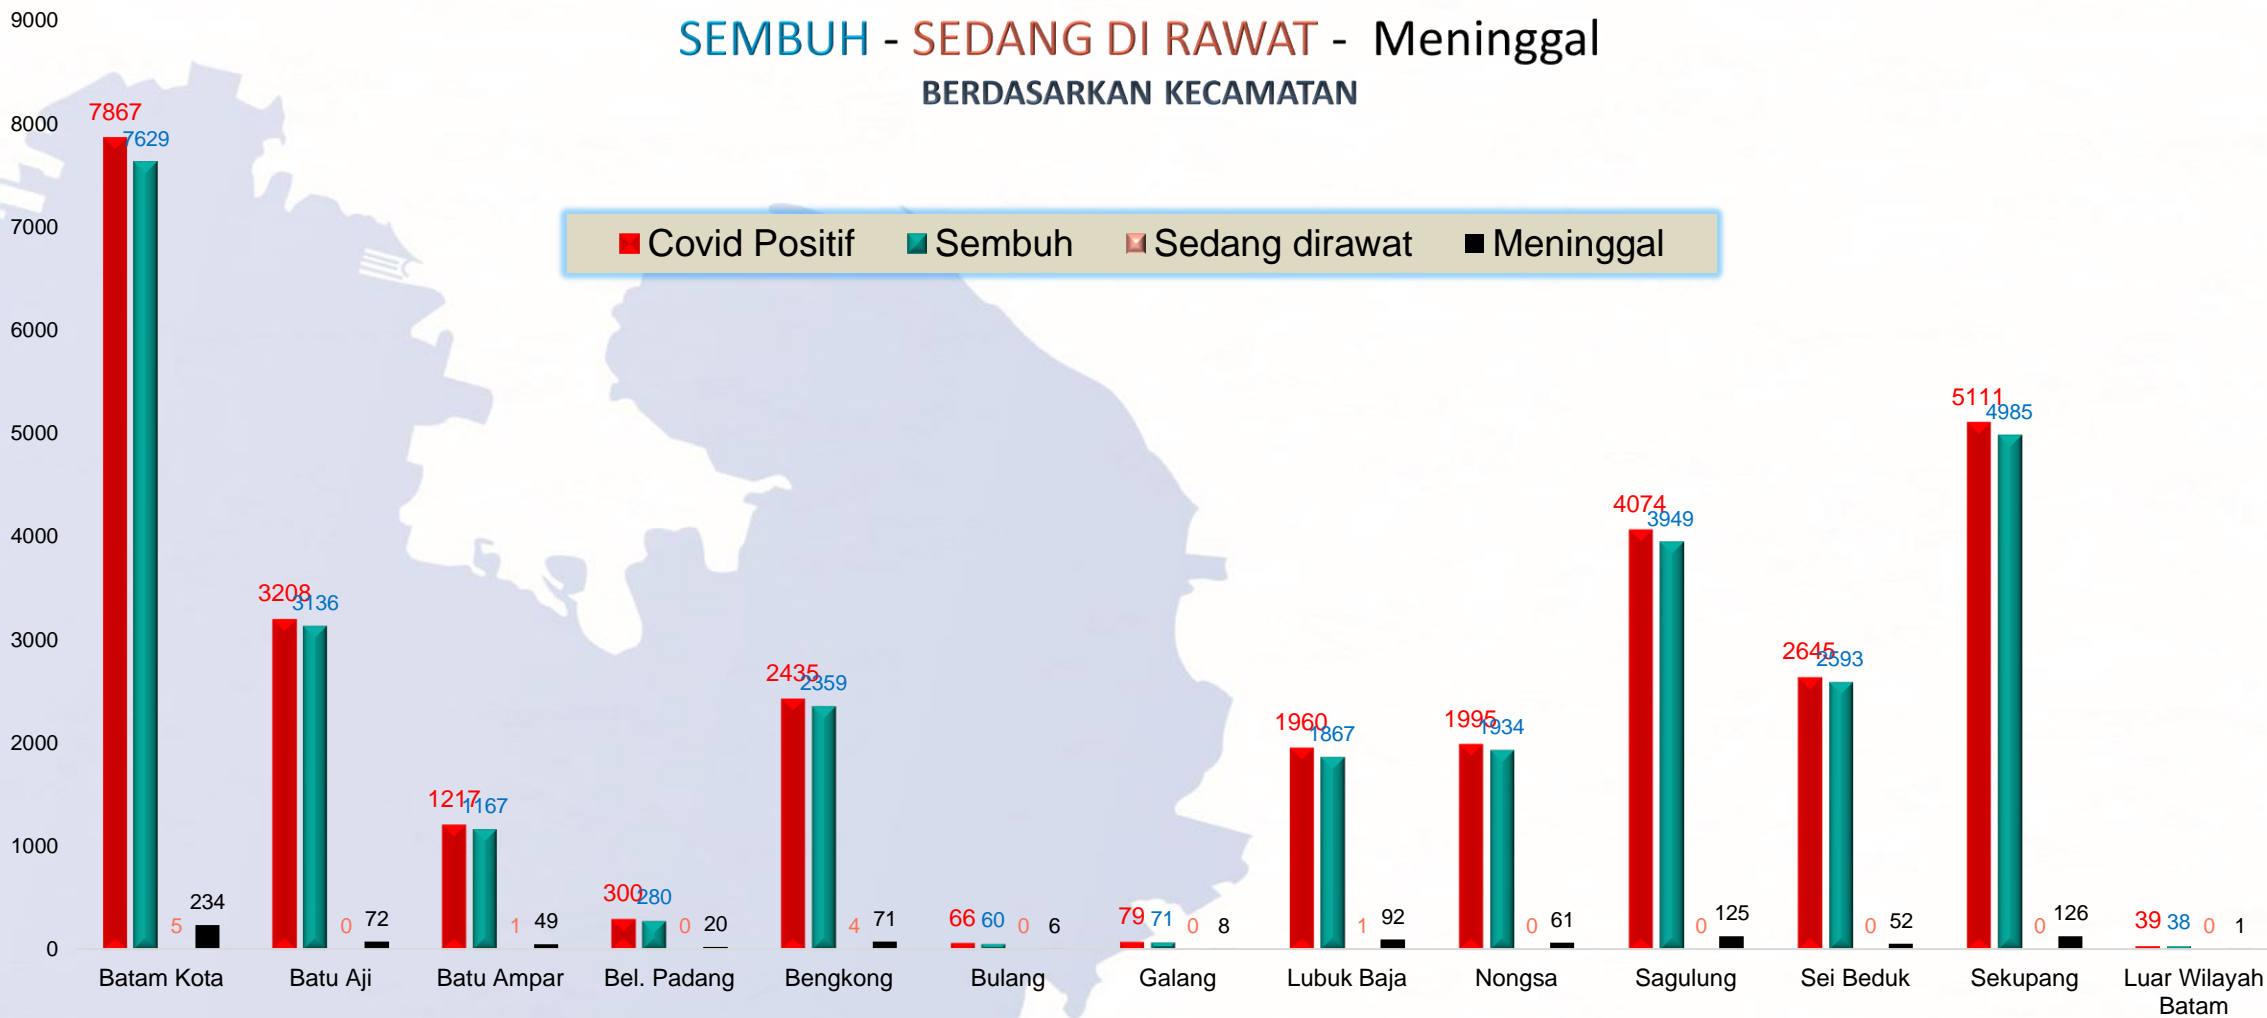 SEMBUH - SEDANG DI RAWAT - Meninggal
BERDASARKAN KECAMATAN
Covid Positif Sembuh Sedang dirawat Meninggal
9000
8000
7000
6000
5000
4000
3000
2000
1000
0
7867 7629 5 234
3208 3136 0 72
1217 1167 1 49
300 280 0 20
2435 2359 4 71
66 60 0 6
79 71 0 8
1960 1867 1 92
1995 1934 0 61
4074 3949 0 125
2645 2593 0 52
5111 4985 0 126
39 38 0 1
Batam Kota
Batu Aji
Batu Ampar
Bel. Padang
Bengkong
Bulang
Galang
Lubuk Baja
Nongsa
Sagulung
Sei Beduk
Sekupang
Luar Wilayah
Batam